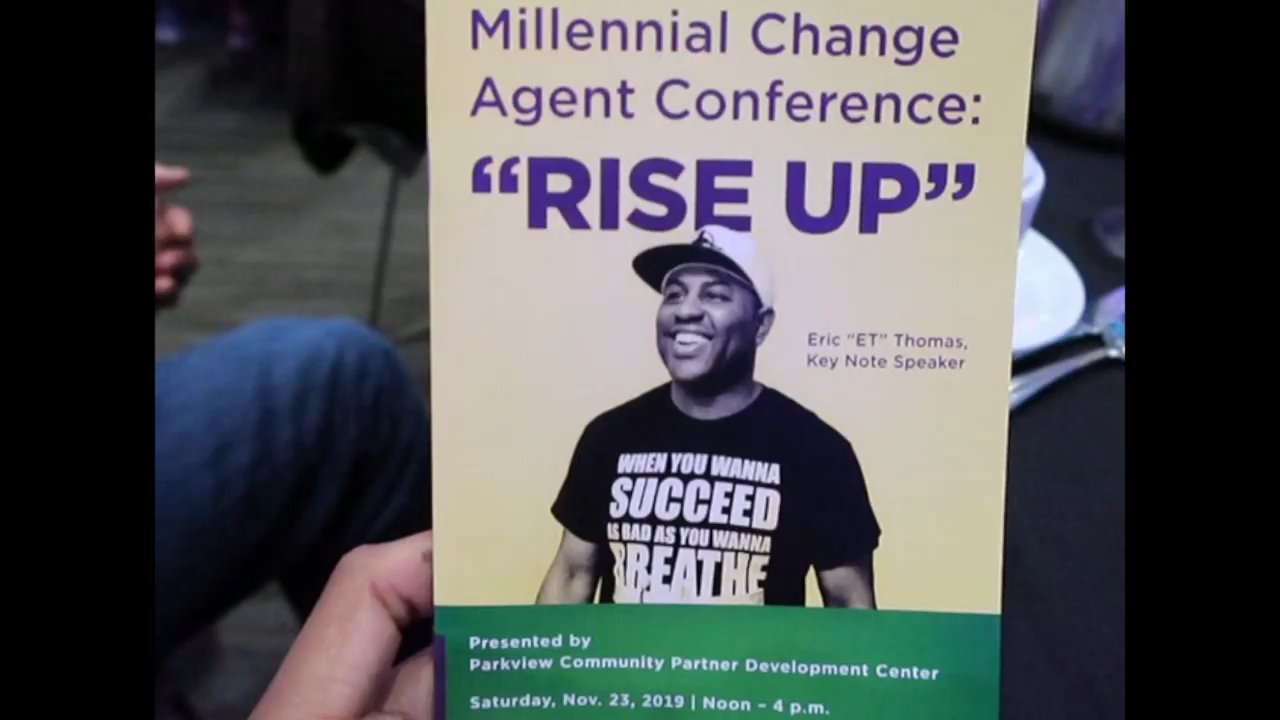 Millennial Change
Agent Conference:
“RISE UP”
Eric “ET” Thomas,
Key Note Speaker
WHEN YOU WANNA
SUCCEED
AS BAD AS YOU WANNA
BREATHE
Presented by
Parkview Community Partner Development Center
Saturday, Nov. 23, 2019 | Noon – 4 p.m.